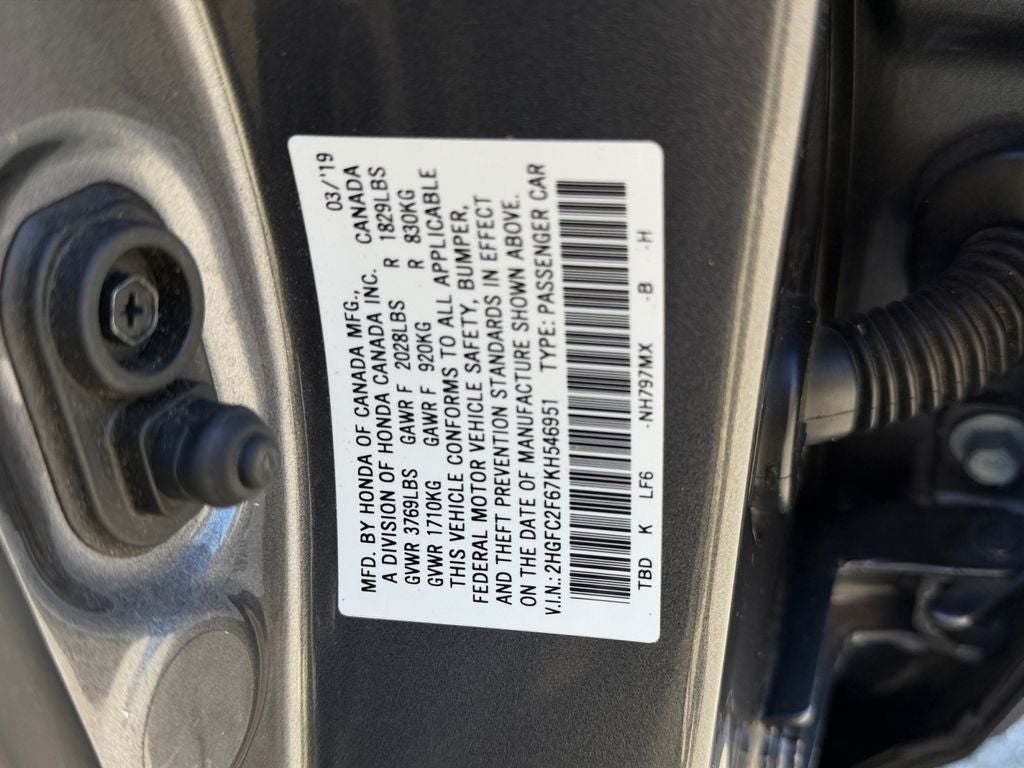 03/'19
MFD. BY HONDA OF CANADA MFG.,
A DIVISION OF HONDA CANADA INC. CANADA
GVWR 3769LBS GAWR F 2028LBS R 1829LBS
GVWR 1710KG GAWR F 920KG R 830KG
THIS VEHICLE CONFORMS TO ALL APPLICABLE
FEDERAL MOTOR VEHICLE SAFETY, BUMPER,
AND THEFT PREVENTION STANDARDS IN EFFECT
ON THE DATE OF MANUFACTURE SHOWN ABOVE.
V.I.N.:2HGFC2F67KH546951 TYPE: PASSENGER CAR
TBD K LF6 -NH797MX -B -H